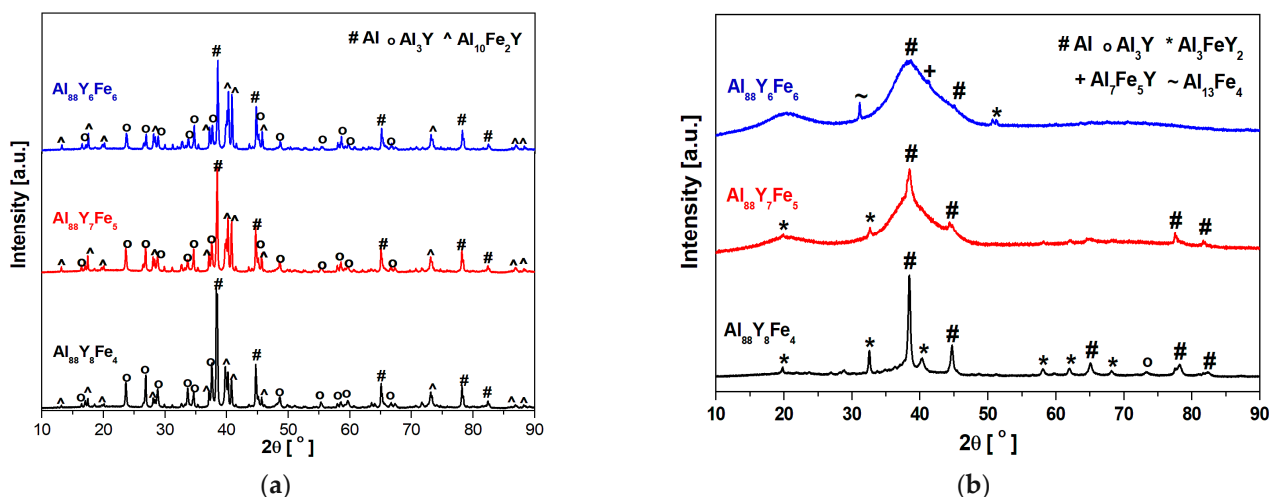 # Al o Al₃Y ^ Al₁₀Fe₂Y
Al₈₈Y₆Fe₆
Al₈₈Y₇Fe₅
Al₈₈Y₈Fe₄
Intensity [a.u.]
10 20 30 40 50 60 70 80 90
2θ [ ° ]
(a)
# Al o Al₃Y * Al₃FeY₂
+ Al₇Fe₅Y ~ Al₁₃Fe₄
Al₈₈Y₆Fe₆
Al₈₈Y₇Fe₅
Al₈₈Y₈Fe₄
Intensity [a.u.]
10 20 30 40 50 60 70 80 90
2θ [ ° ]
(b)